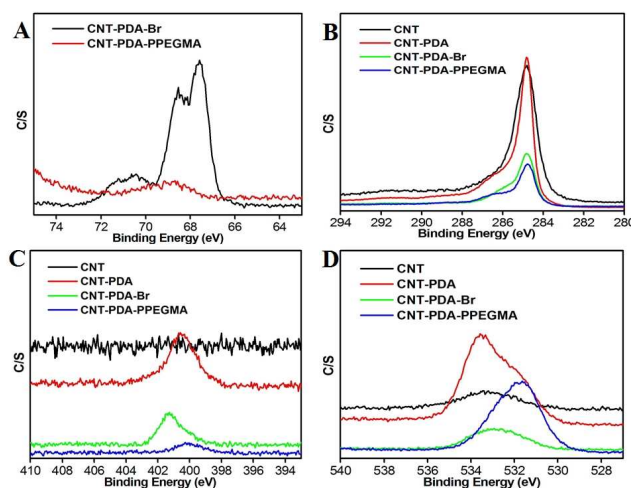 A
CNT-PDA-Br
CNT-PDA-PPEGMA
C/S
74 72 70 68 66 64
Binding Energy (eV)
B
CNT
CNT-PDA
CNT-PDA-Br
CNT-PDA-PPEGMA
C/S
294 292 290 288 286 284 282 280
Binding Energy (eV)
C
CNT
CNT-PDA
CNT-PDA-Br
CNT-PDA-PPEGMA
C/S
410 408 406 404 402 400 398 396 394
Binding Energy (eV)
D
CNT
CNT-PDA
CNT-PDA-Br
CNT-PDA-PPEGMA
C/S
540 538 536 534 532 530 528
Binding Energy (eV)